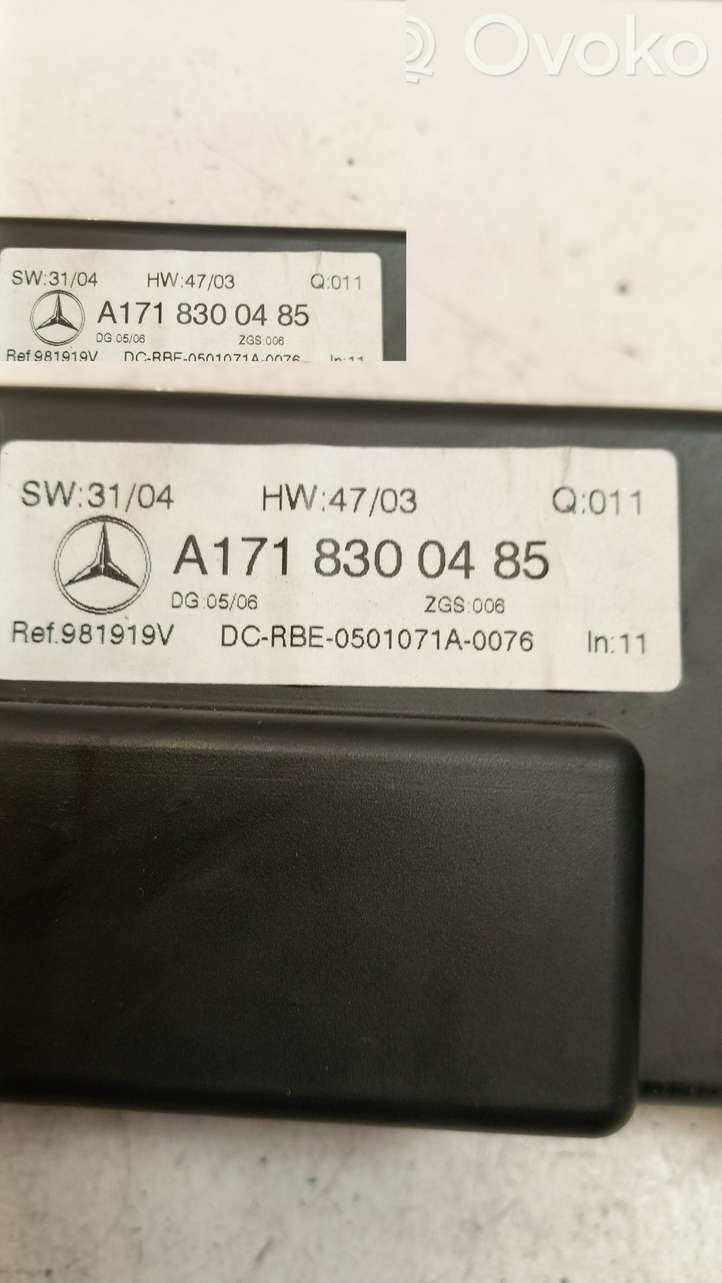 Ovoko
SW:31/04 HW:47/03 Q:011
A171 830 04 85
DG:05/06 ZGS:006
Ref.981919V DC-RBE-0501071A-0076 In:11
SW:31/04 HW:47/03 Q:011
A171 830 04 85
DG:05/06 ZGS:006
Ref.981919V DC-RBE-0501071A-0076 In:11